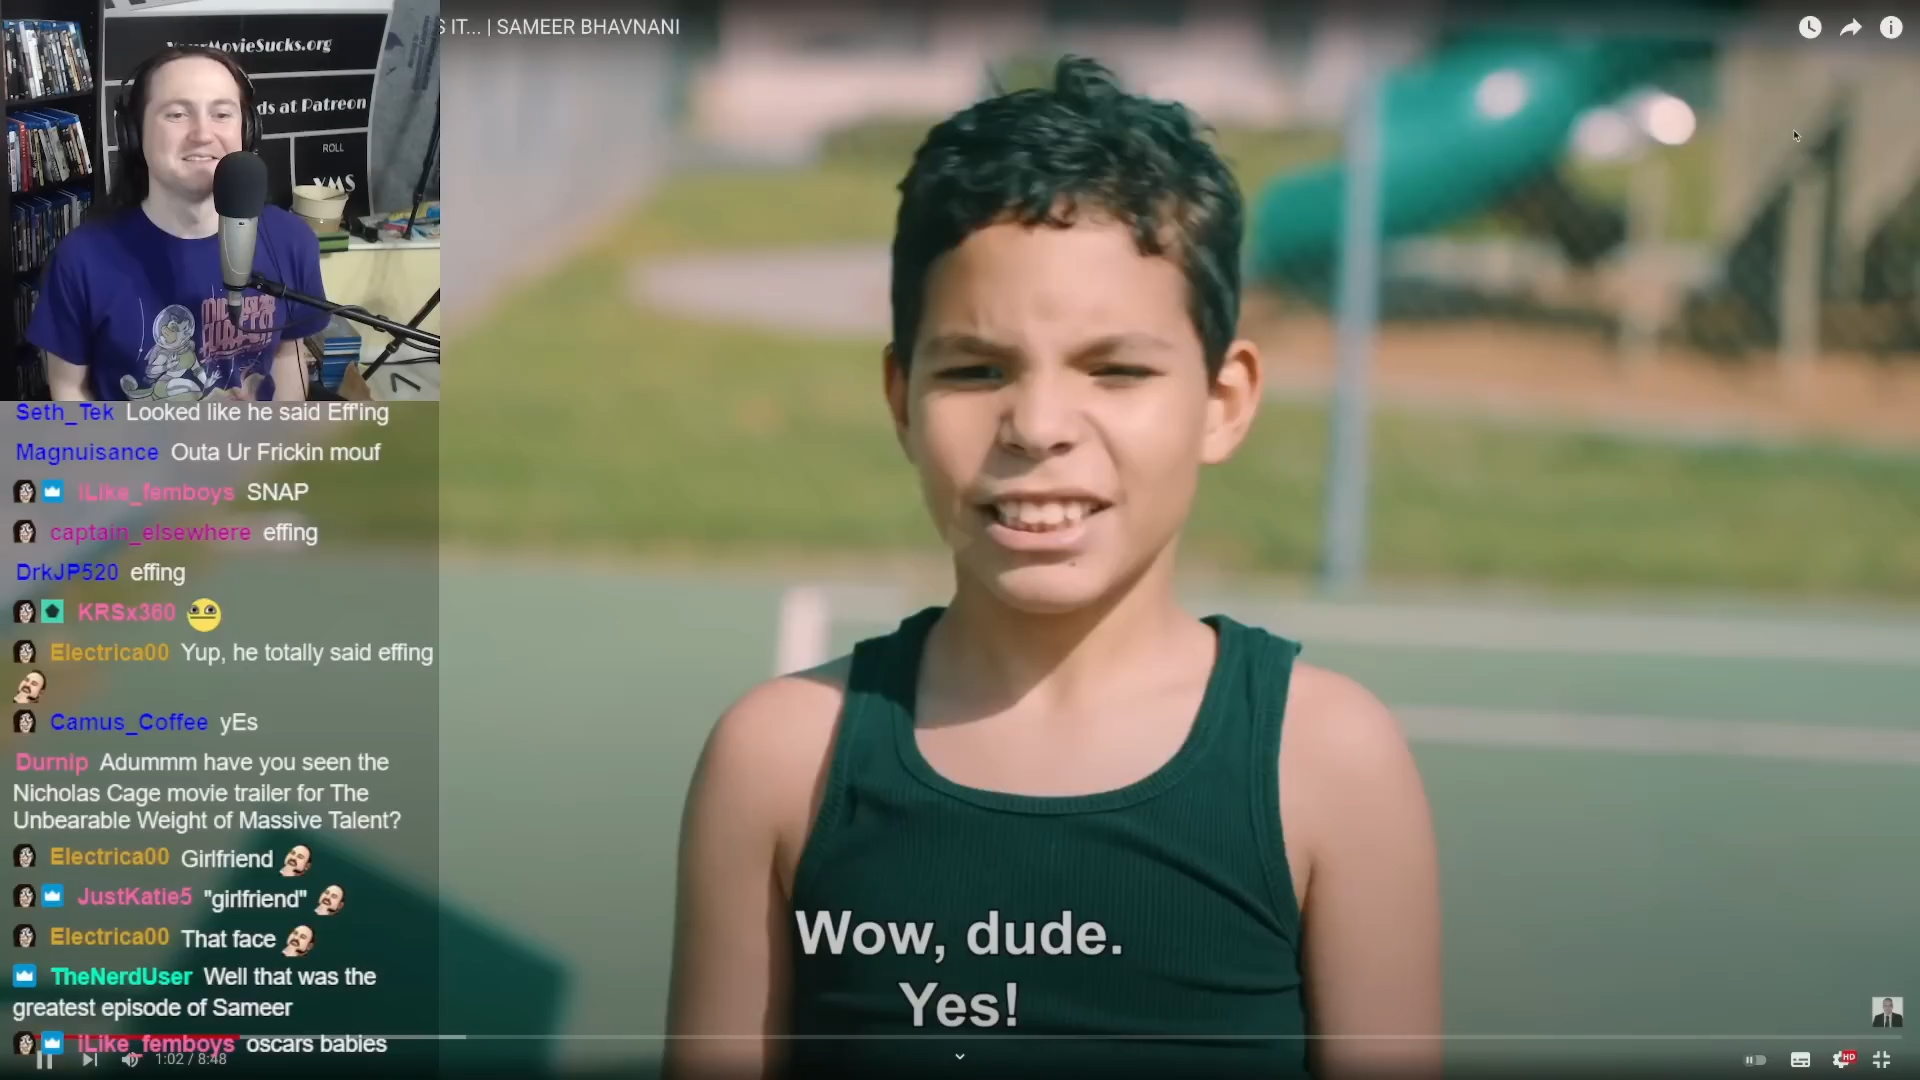 YourMovieSucks.org
ds at Patreon
ROLL
YMS
S IT... | SAMEER BHAVNANI
Seth_Tek Looked like he said Eff'ing
Magnuisance Outa Ur Frickin mouf
iLike_femboys SNAP
captain_elsewhere effing
DrkJP520 effing
KRSx360
Electrica00 Yup, he totally said effing
Camus_Coffee yEs
Durnip Adummm have you seen the
Nicholas Cage movie trailer for The
Unbearable Weight of Massive Talent?
Electrica00 Girlfriend
JustKatie5 "girlfriend"
Electrica00 That face
TheNerdUser Well that was the
greatest episode of Sameer
iLike_femboys oscars babies
Wow, dude.
Yes!
1:02 / 8:48
HD